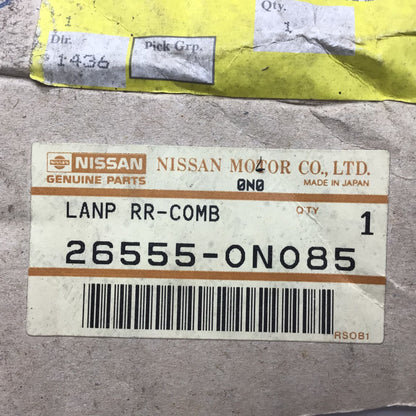 Qty.
1
Dlr.
1436
Pick Grp.
NISSAN
GENUINE PARTS
NISSAN MOTOR CO., LTD.
0N0
MADE IN JAPAN
LANP RR-COMB
QTY
1
26555-0N085
RSOB1